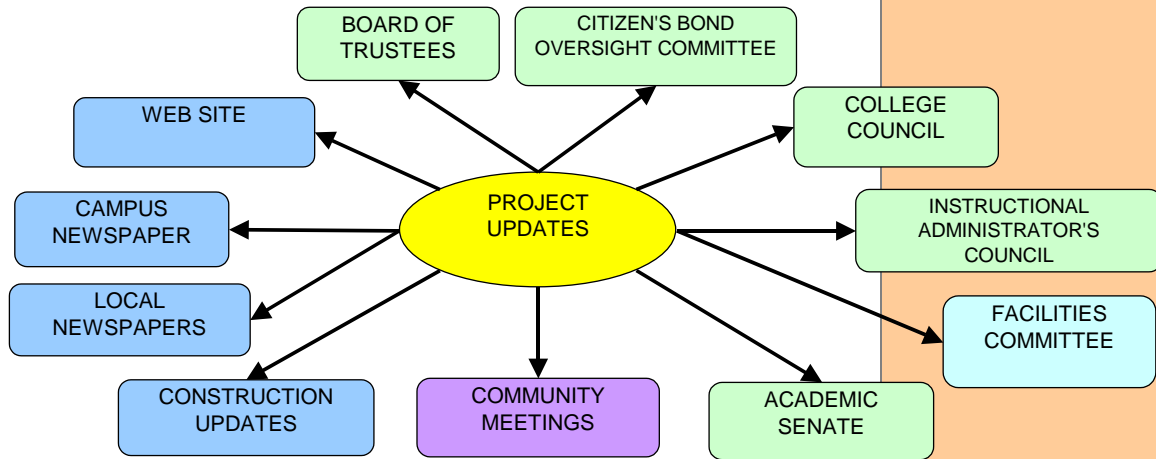 BOARD OF
TRUSTEES
CITIZEN'S BOND
OVERSIGHT COMMITTEE
WEB SITE
COLLEGE
COUNCIL
CAMPUS
NEWSPAPER
PROJECT
UPDATES
INSTRUCTIONAL
ADMINISTRATOR'S
COUNCIL
LOCAL
NEWSPAPERS
FACILITIES
COMMITTEE
CONSTRUCTION
UPDATES
COMMUNITY
MEETINGS
ACADEMIC
SENATE